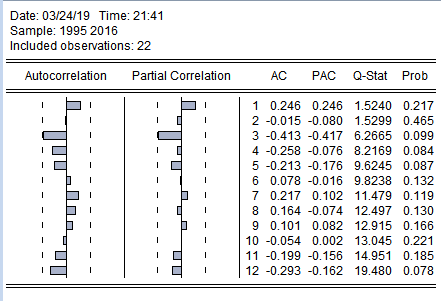 Date: 03/24/19 Time: 21:41
Sample: 1995 2016
Included observations: 22
Autocorrelation Partial Correlation AC PAC Q-Stat Prob
1 0.246 0.246 1.5240 0.217
2 -0.015 -0.080 1.5299 0.465
3 -0.413 -0.417 6.2665 0.099
4 -0.258 -0.076 8.2169 0.084
5 -0.213 -0.176 9.6245 0.087
6 0.078 -0.016 9.8238 0.132
7 0.217 0.102 11.479 0.119
8 0.164 -0.074 12.497 0.130
9 0.101 0.082 12.915 0.166
10 -0.054 0.002 13.045 0.221
11 -0.199 -0.156 14.951 0.185
12 -0.293 -0.162 19.480 0.078